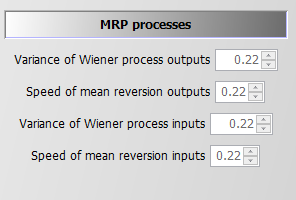 MRP processes
Variance of Wiener process outputs 0.22
Speed of mean reversion outputs 0.22
Variance of Wiener process inputs 0.22
Speed of mean reversion inputs 0.22